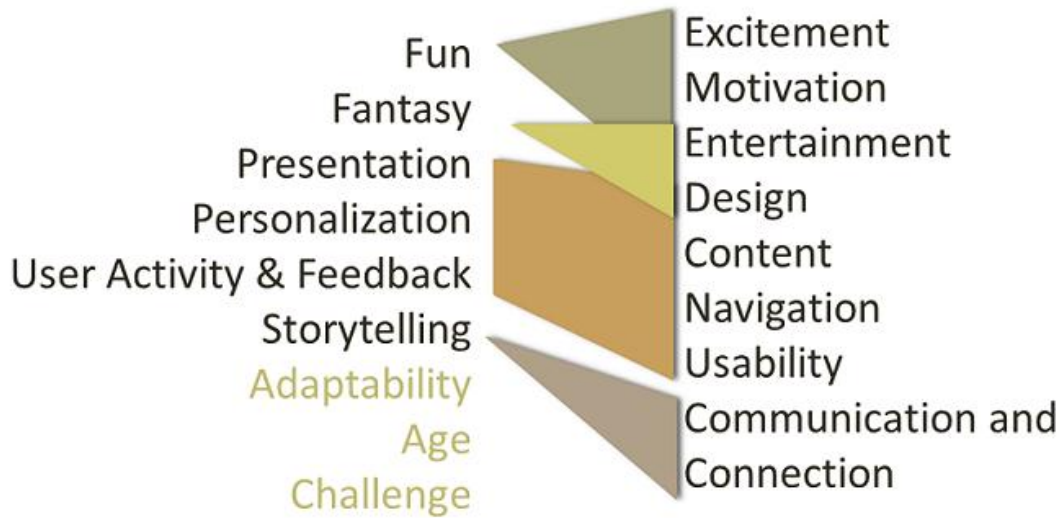 Fun
Fantasy
Presentation
Personalization
User Activity & Feedback
Storytelling
Adaptability
Age
Challenge
Excitement
Motivation
Entertainment
Design
Content
Navigation
Usability
Communication and
Connection